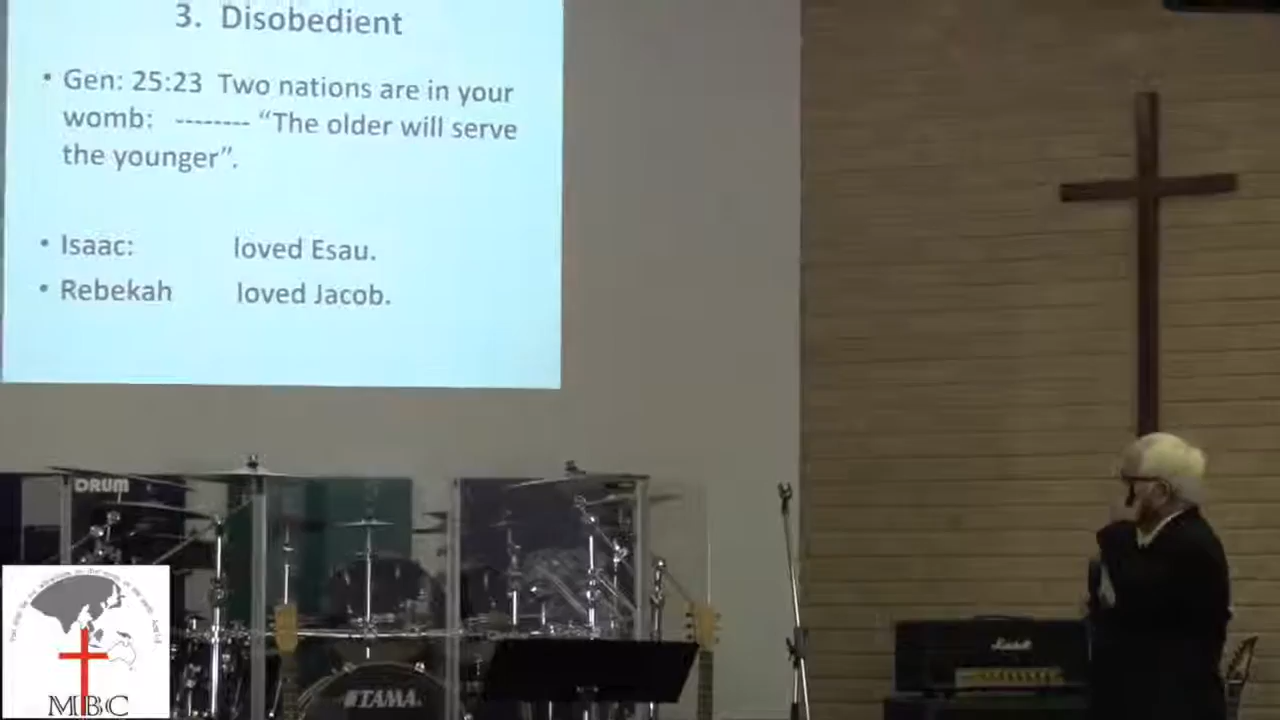 3. Disobedient
• Gen: 25:23 Two nations are in your
womb: -------- “The older will serve
the younger”.
• Isaac: loved Esau.
• Rebekah loved Jacob.
DRUM
TAMA
Marshall
MBC